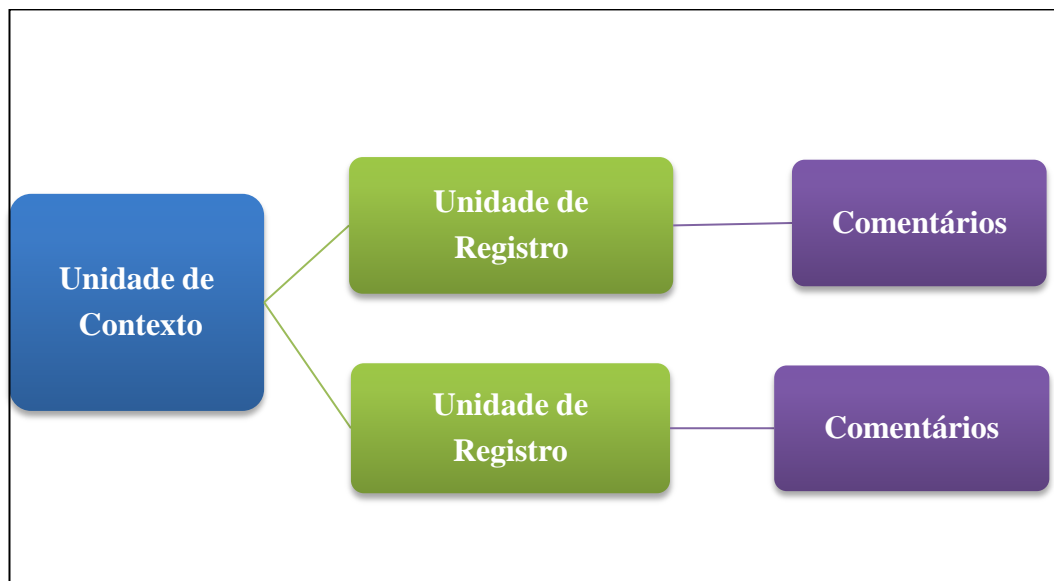 Unidade de
Contexto
Unidade de
Registro
Comentários
Unidade de
Registro
Comentários